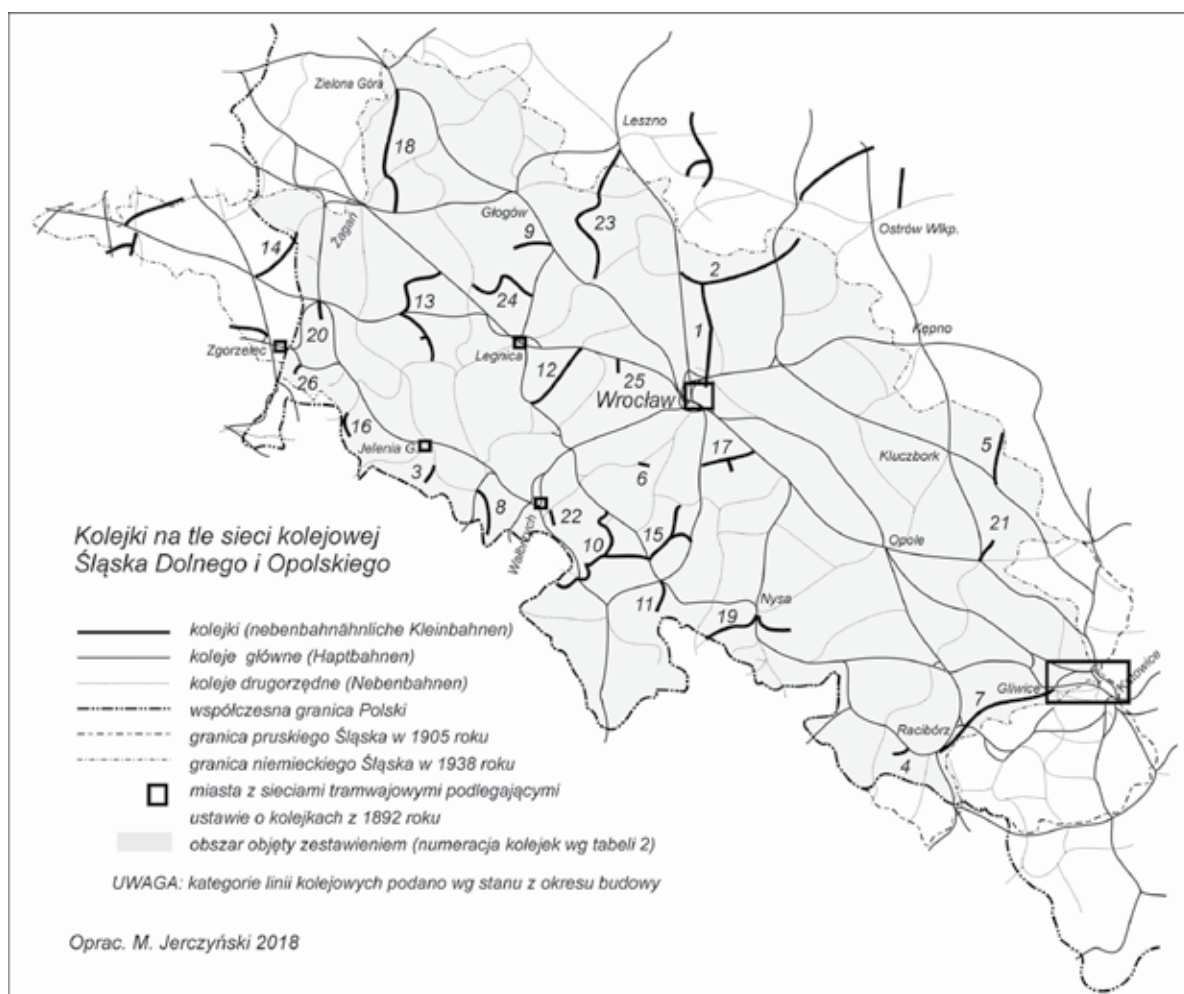 Zielona Góra
Leszno
18
Głogów
23
Ostrów Wlkp.
Żagań
9
14
2
24
13
1
Kępno
20
Zgorzelec
Legnica
12
25
26
Wrocław
16
5
17
Kluczbork
Jelenia G.
3
6
8
22
21
Wałbrzych
10
15
Opole
Kolejki na tle sieci kolejowej
Śląska Dolnego i Opolskiego
11
19
Nysa
kolejki (nebenbahnähnliche Kleinbahnen)
koleje główne (Haptbahnen)
koleje drugorzędne (Nebenbahnen)
współczesna granica Polski
granica pruskiego Śląska w 1905 roku
granica niemieckiego Śląska w 1938 roku
miasta z sieciami tramwajowymi podlegającymi
ustawie o kolejkach z 1892 roku
obszar objęty zestawieniem (numeracja kolejek wg tabeli 2)
Gliwice
Katowice
7
Racibórz
4
UWAGA: kategorie linii kolejowych podano wg stanu z okresu budowy
Oprac. M. Jerczyński 2018